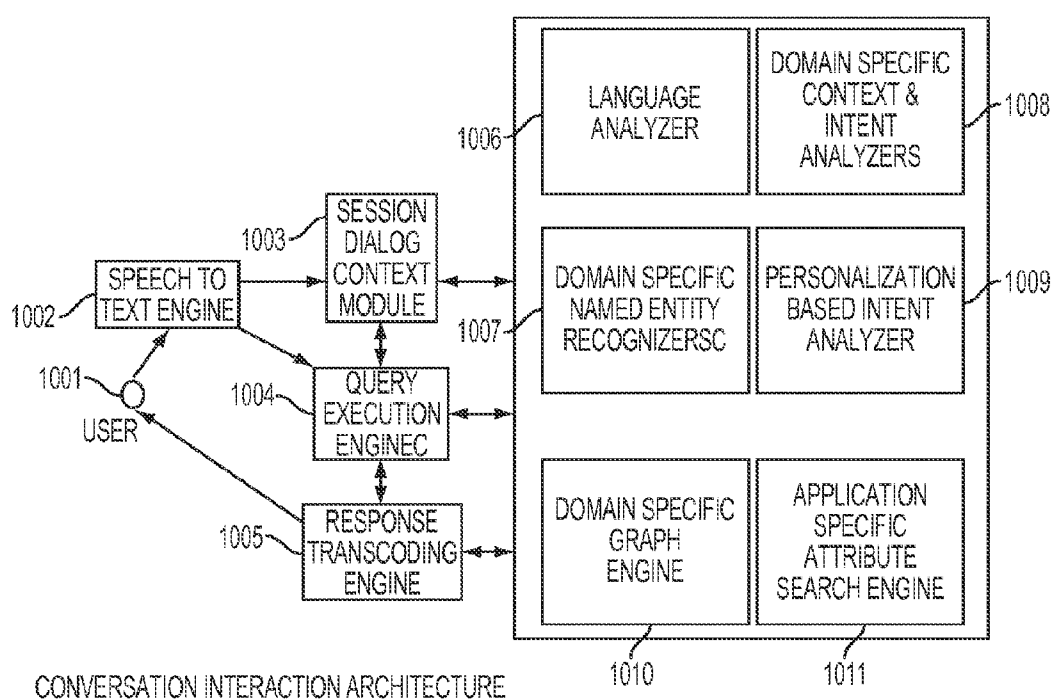 LANGUAGE
ANALYZER
1006
DOMAIN SPECIFIC
CONTEXT &
INTENT
ANALYZERS
1008
SESSION
DIALOG
CONTEXT
MODULE
1003
SPEECH TO
TEXT ENGINE
1002
DOMAIN SPECIFIC
NAMED ENTITY
RECOGNIZERSC
1007
PERSONALIZATION
BASED INTENT
ANALYZER
1009
1001
USER
QUERY
EXECUTION
ENGINEC
1004
RESPONSE
TRANSCODING
ENGINE
1005
DOMAIN SPECIFIC
GRAPH
ENGINE
1010
APPLICATION
SPECIFIC
ATTRIBUTE
SEARCH ENGINE
1011
CONVERSATION INTERACTION ARCHITECTURE